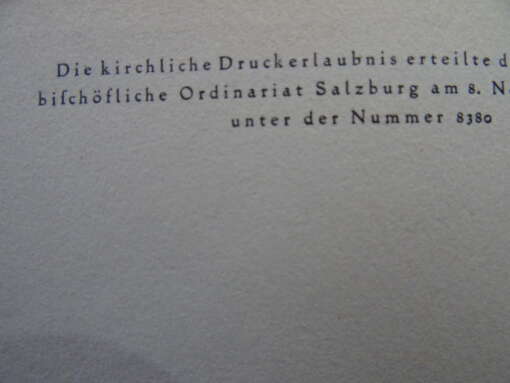 Die kirchliche Druckerlaubnis erteilte d
biſchöfliche Ordinariat Salzburg am 8. N
unter der Nummer 8380